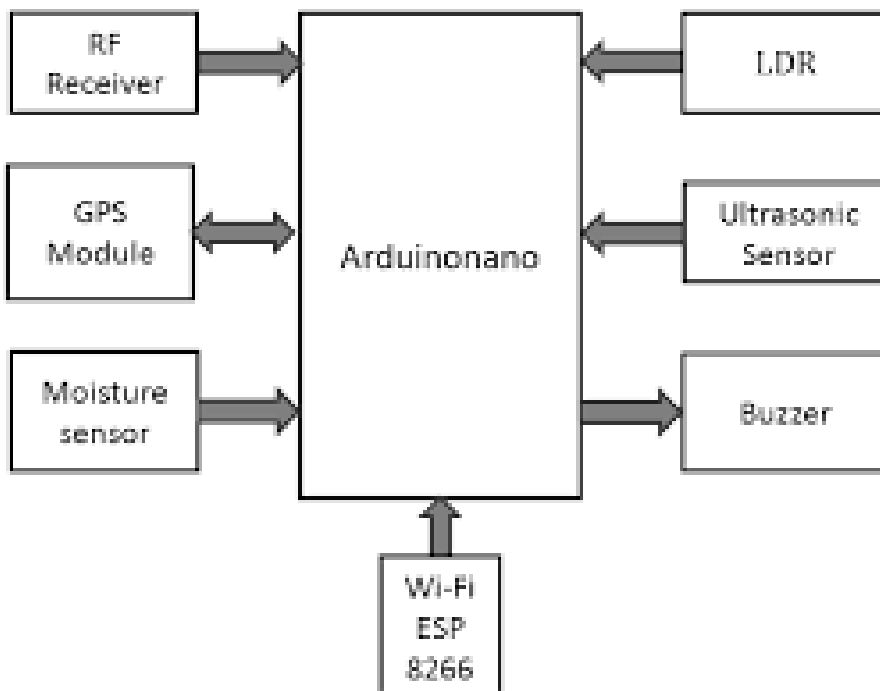 RF
Receiver
LDR
GPS
Module
Arduinonano
Ultrasonic
Sensor
Moisture
sensor
Buzzer
Wi-Fi
ESP
8266